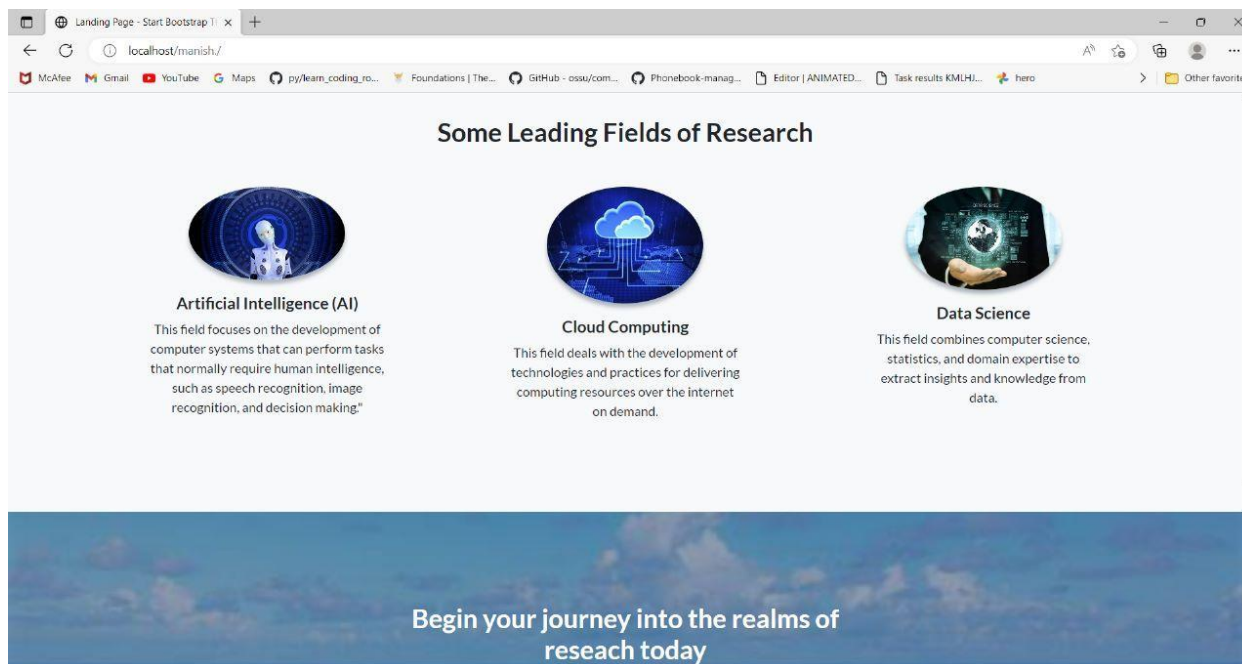 Landing Page - Start Bootstrap T
localhost/manish./
McAfee Gmail YouTube Maps py/learn_coding_ro... Foundations | The... GitHub - ossu/com... Phonebook-manag... Editor | ANIMATED... Task results KMLHJ... hero Other favorite
Some Leading Fields of Research
Artificial Intelligence (AI)
This field focuses on the development of
computer systems that can perform tasks
that normally require human intelligence,
such as speech recognition, image
recognition, and decision making."
Cloud Computing
This field deals with the development of
technologies and practices for delivering
computing resources over the internet
on demand.
Data Science
This field combines computer science,
statistics, and domain expertise to
extract insights and knowledge from
data.
Begin your journey into the realms of
reseach today